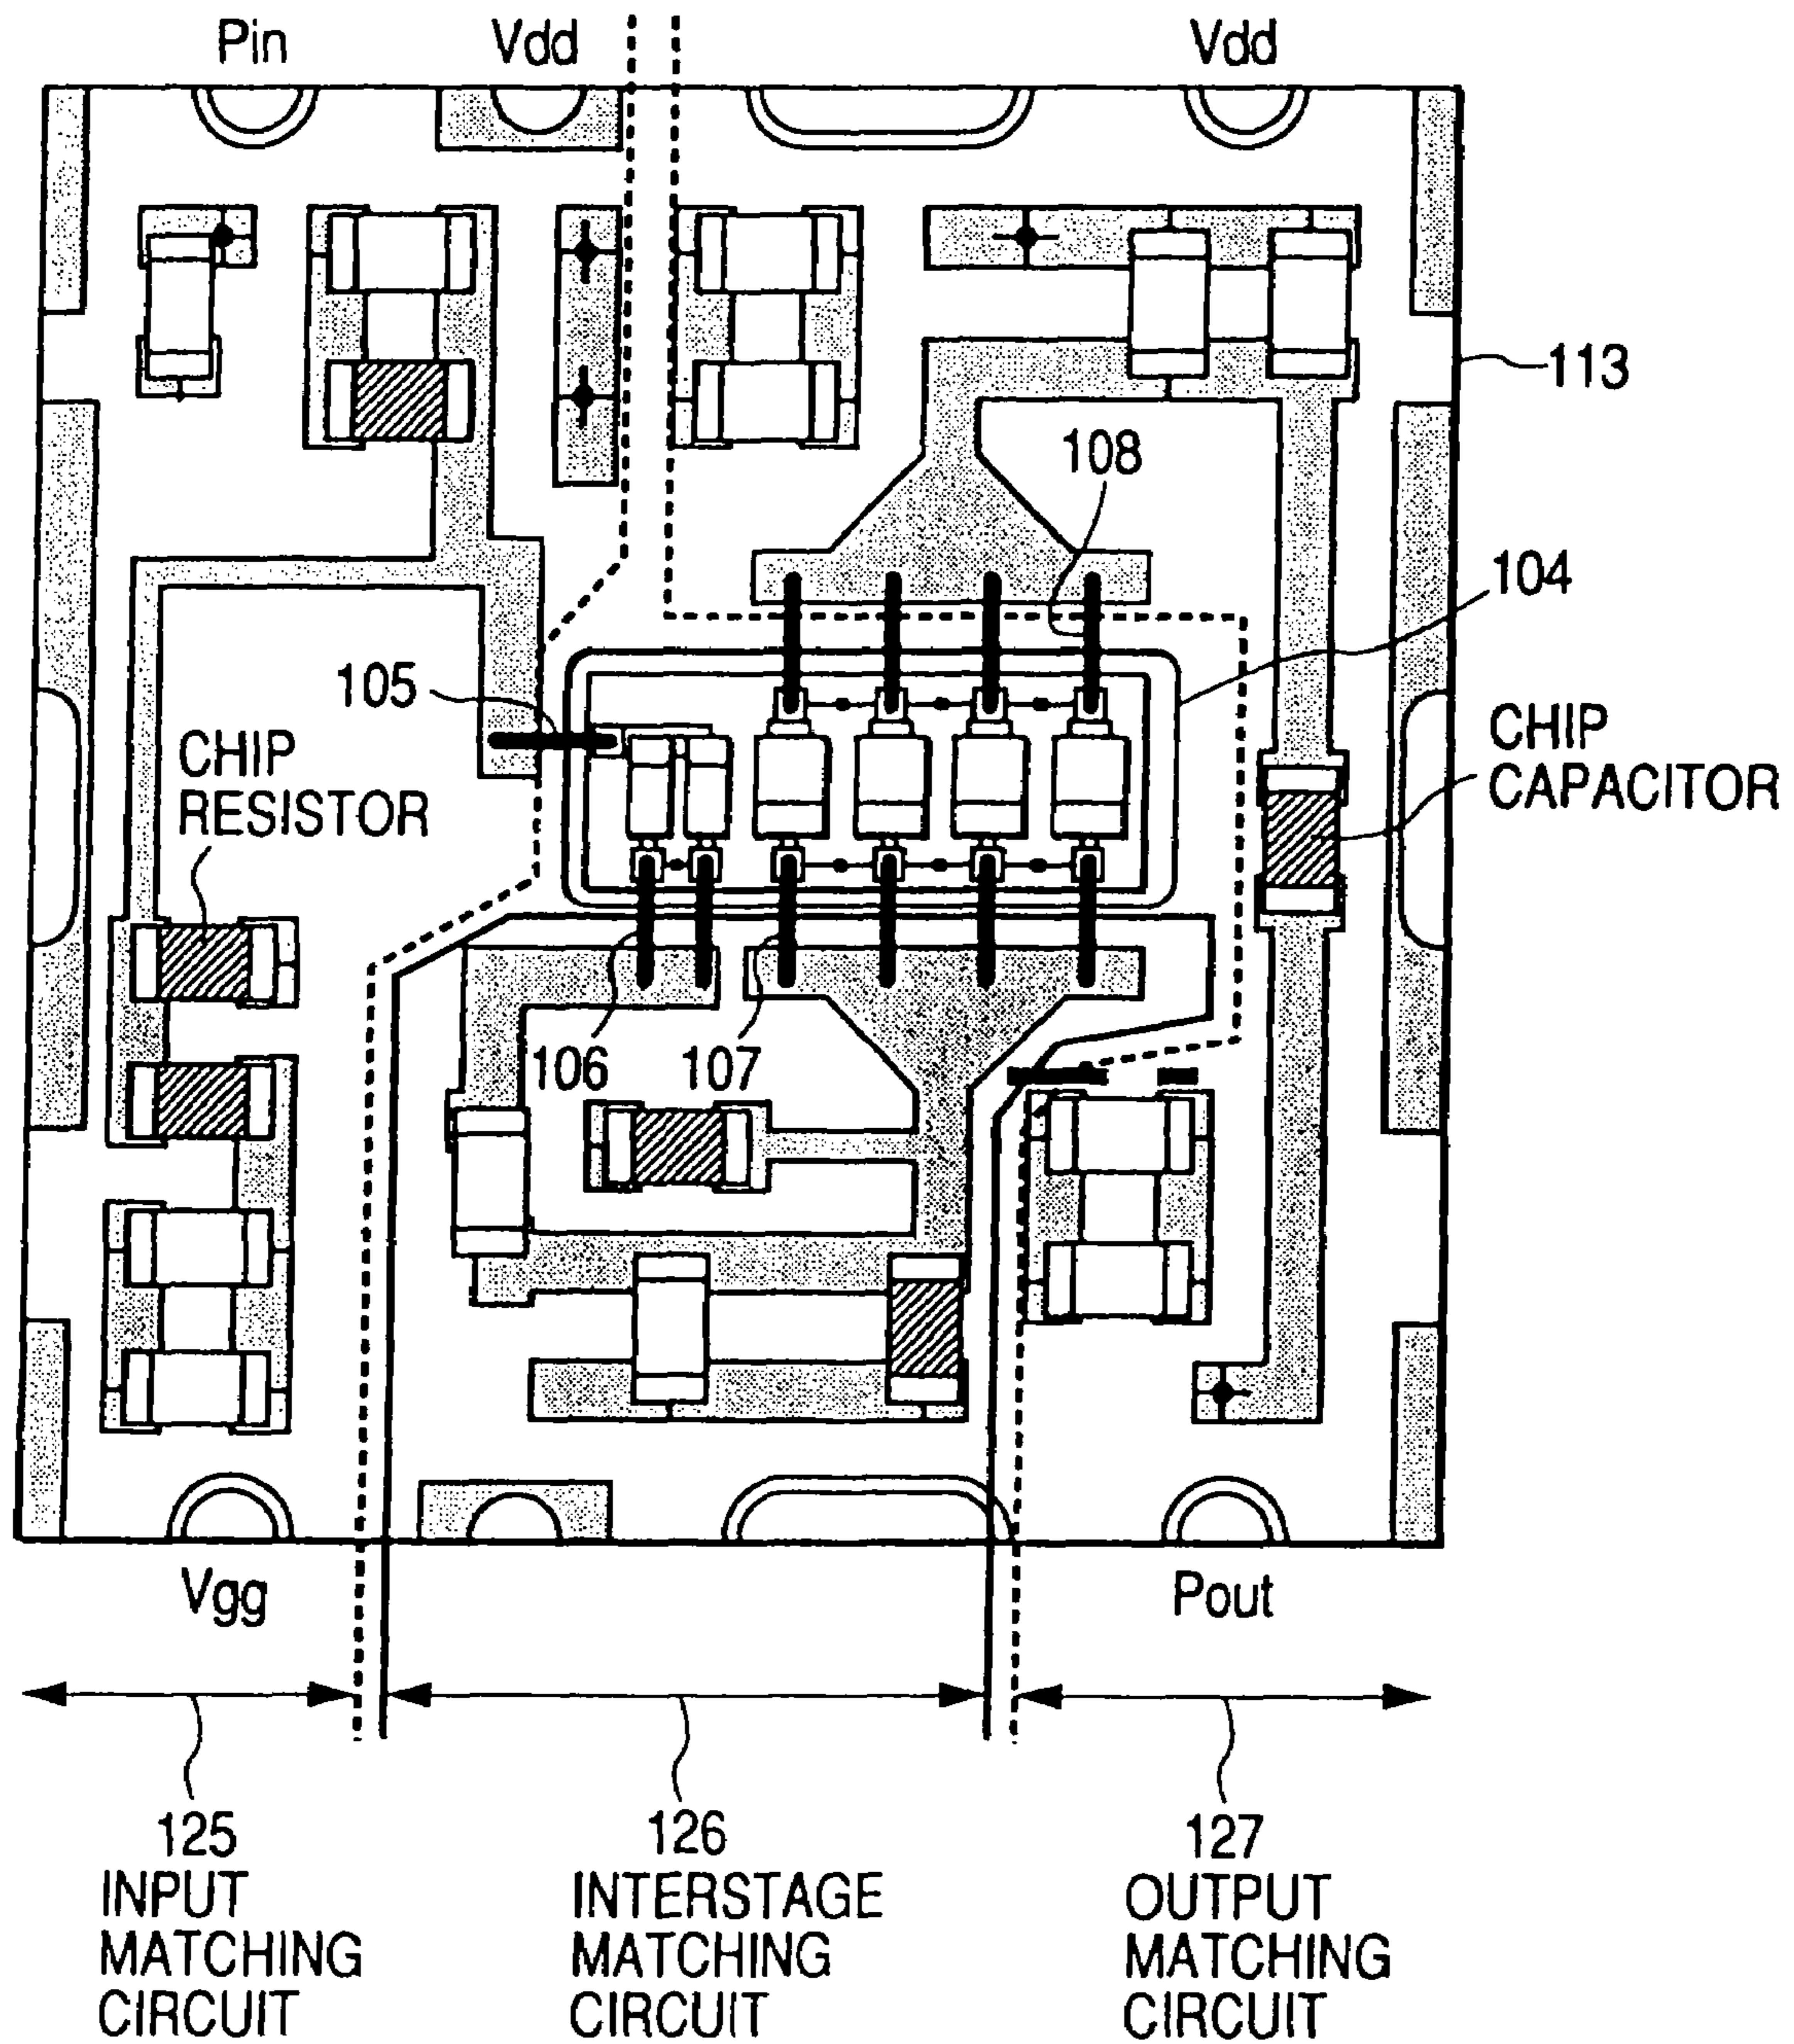 Pin Vdd Vdd
113
108
104
105
CHIP
CAPACITOR
CHIP
RESISTOR
106 107
Vgg Pout
125
INPUT
MATCHING
CIRCUIT
126
INTERSTAGE
MATCHING
CIRCUIT
127
OUTPUT
MATCHING
CIRCUIT